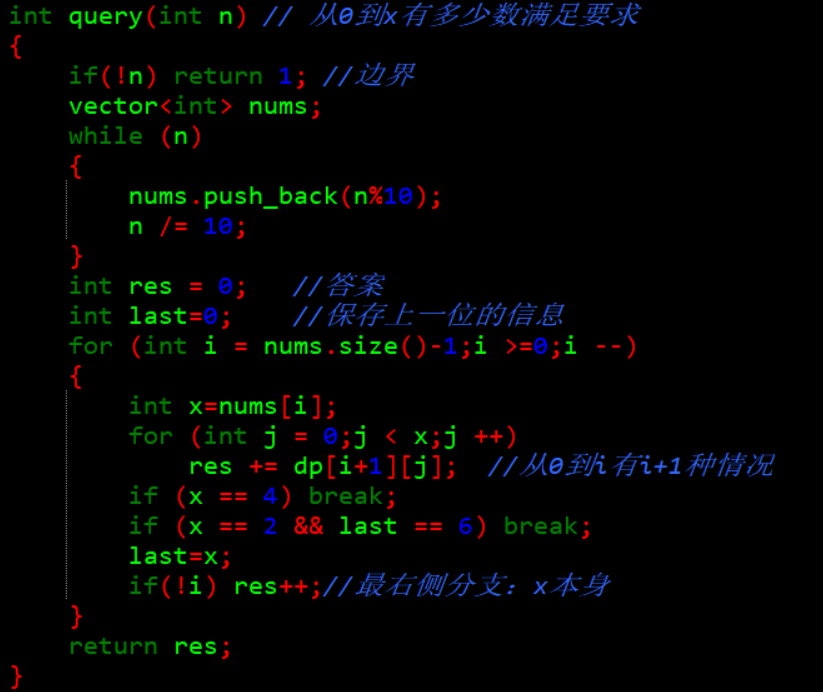 int query(int n) // 从0到x有多少数满足要求
{
    if(!n) return 1; //边界
    vector<int> nums;
    while (n)
    {
        nums.push_back(n%10);
        n /= 10;
    }
    int res = 0;   //答案
    int last=0;    //保存上一位的信息
    for (int i = nums.size()-1;i >=0;i --)
    {
        int x=nums[i];
        for (int j = 0;j < x;j ++)
            res += dp[i+1][j];  //从0到i有i+1种情况
        if (x == 4) break;
        if (x == 2 && last == 6) break;
        last=x;
        if(!i) res++;//最右侧分支：x本身
    }
    return res;
}